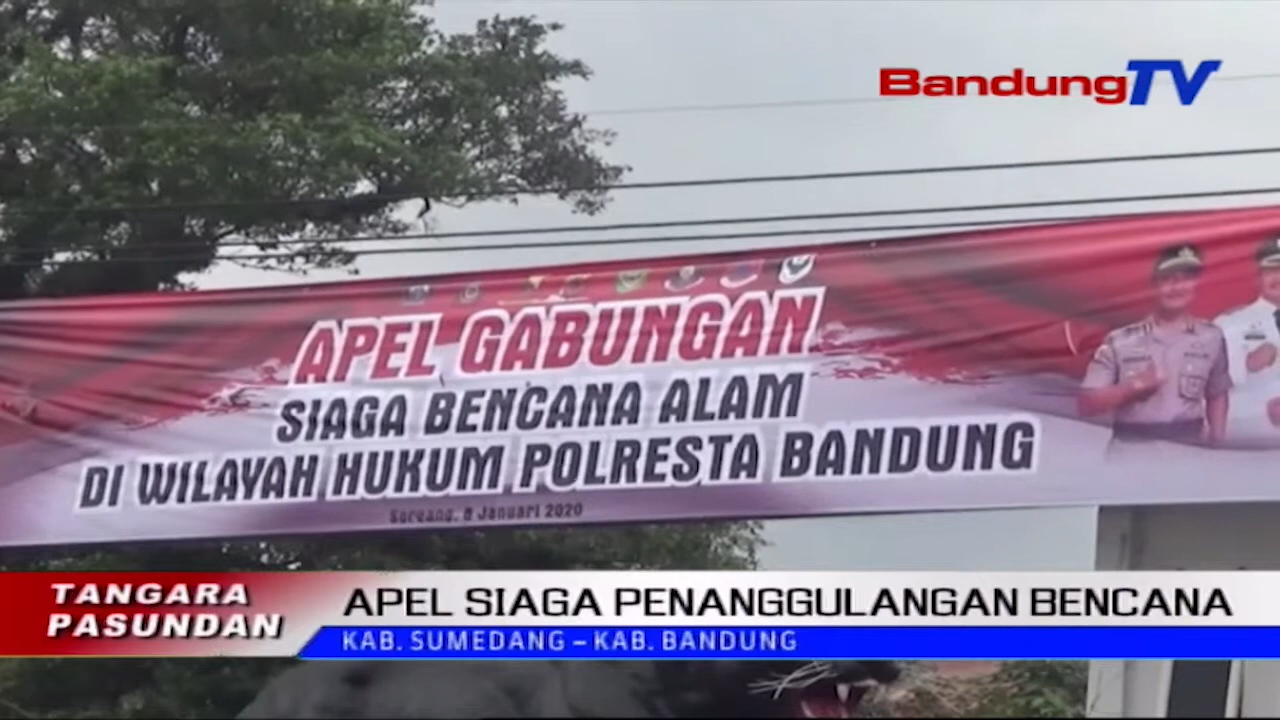 BandungTV
APEL GABUNGAN
SIAGA BENCANA ALAM
DI WILAYAH HUKUM POLRESTA BANDUNG
Soreang, 8 Januari 2020
TANGARA
PASUNDAN
APEL SIAGA PENANGGULANGAN BENCANA
KAB. SUMEDANG – KAB. BANDUNG